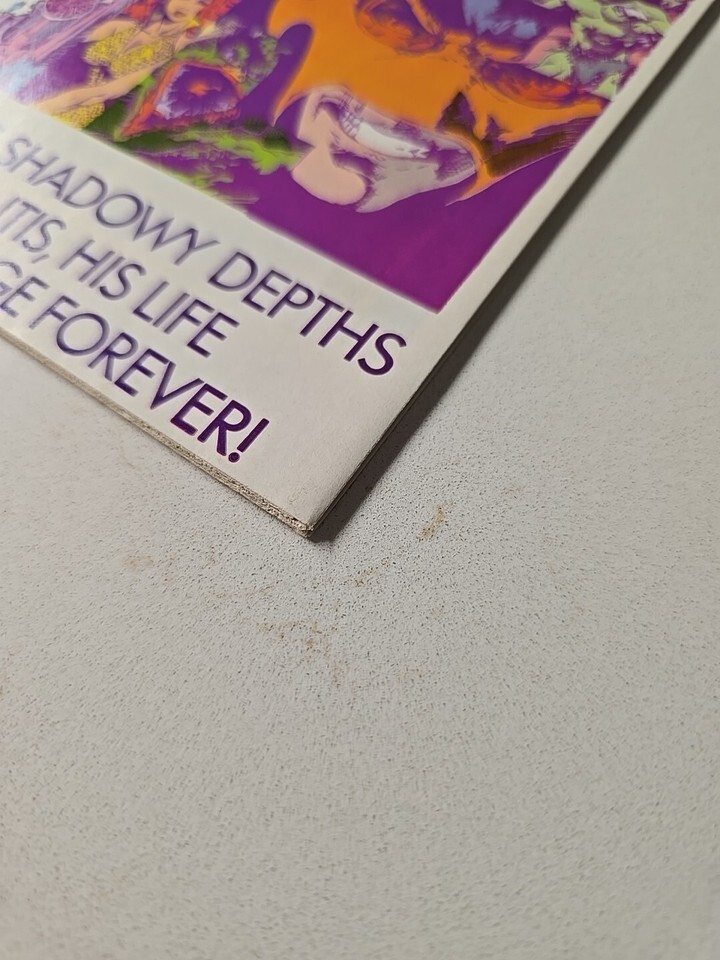 SHADOWY DEPTHS
ITIS, HIS LIFE
GE FOREVER!